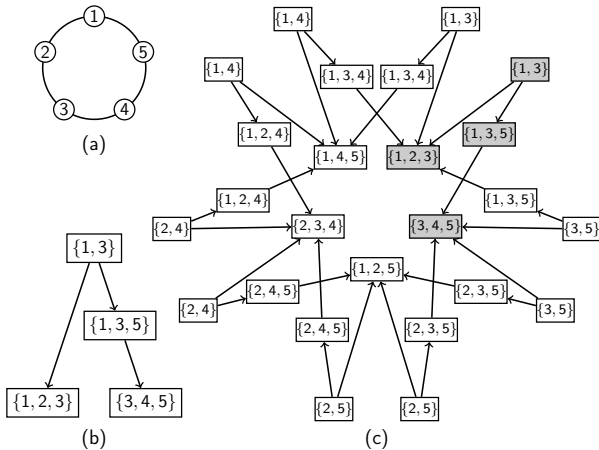 1
2
5
3
4
(a)
{1, 3}
{1, 3, 5}
{1, 2, 3}
{3, 4, 5}
(b)
{1, 4}
{1, 3}
{1, 4}
{1, 3, 4}
{1, 3, 4}
{1, 3}
{1, 2, 4}
{1, 3, 5}
{1, 4, 5}
{1, 2, 3}
{1, 2, 4}
{1, 3, 5}
{2, 4}
{2, 3, 4}
{3, 4, 5}
{3, 5}
{1, 2, 5}
{2, 4, 5}
{2, 3, 5}
{2, 4}
{3, 5}
{2, 4, 5}
{2, 3, 5}
{2, 5}
{2, 5}
(c)